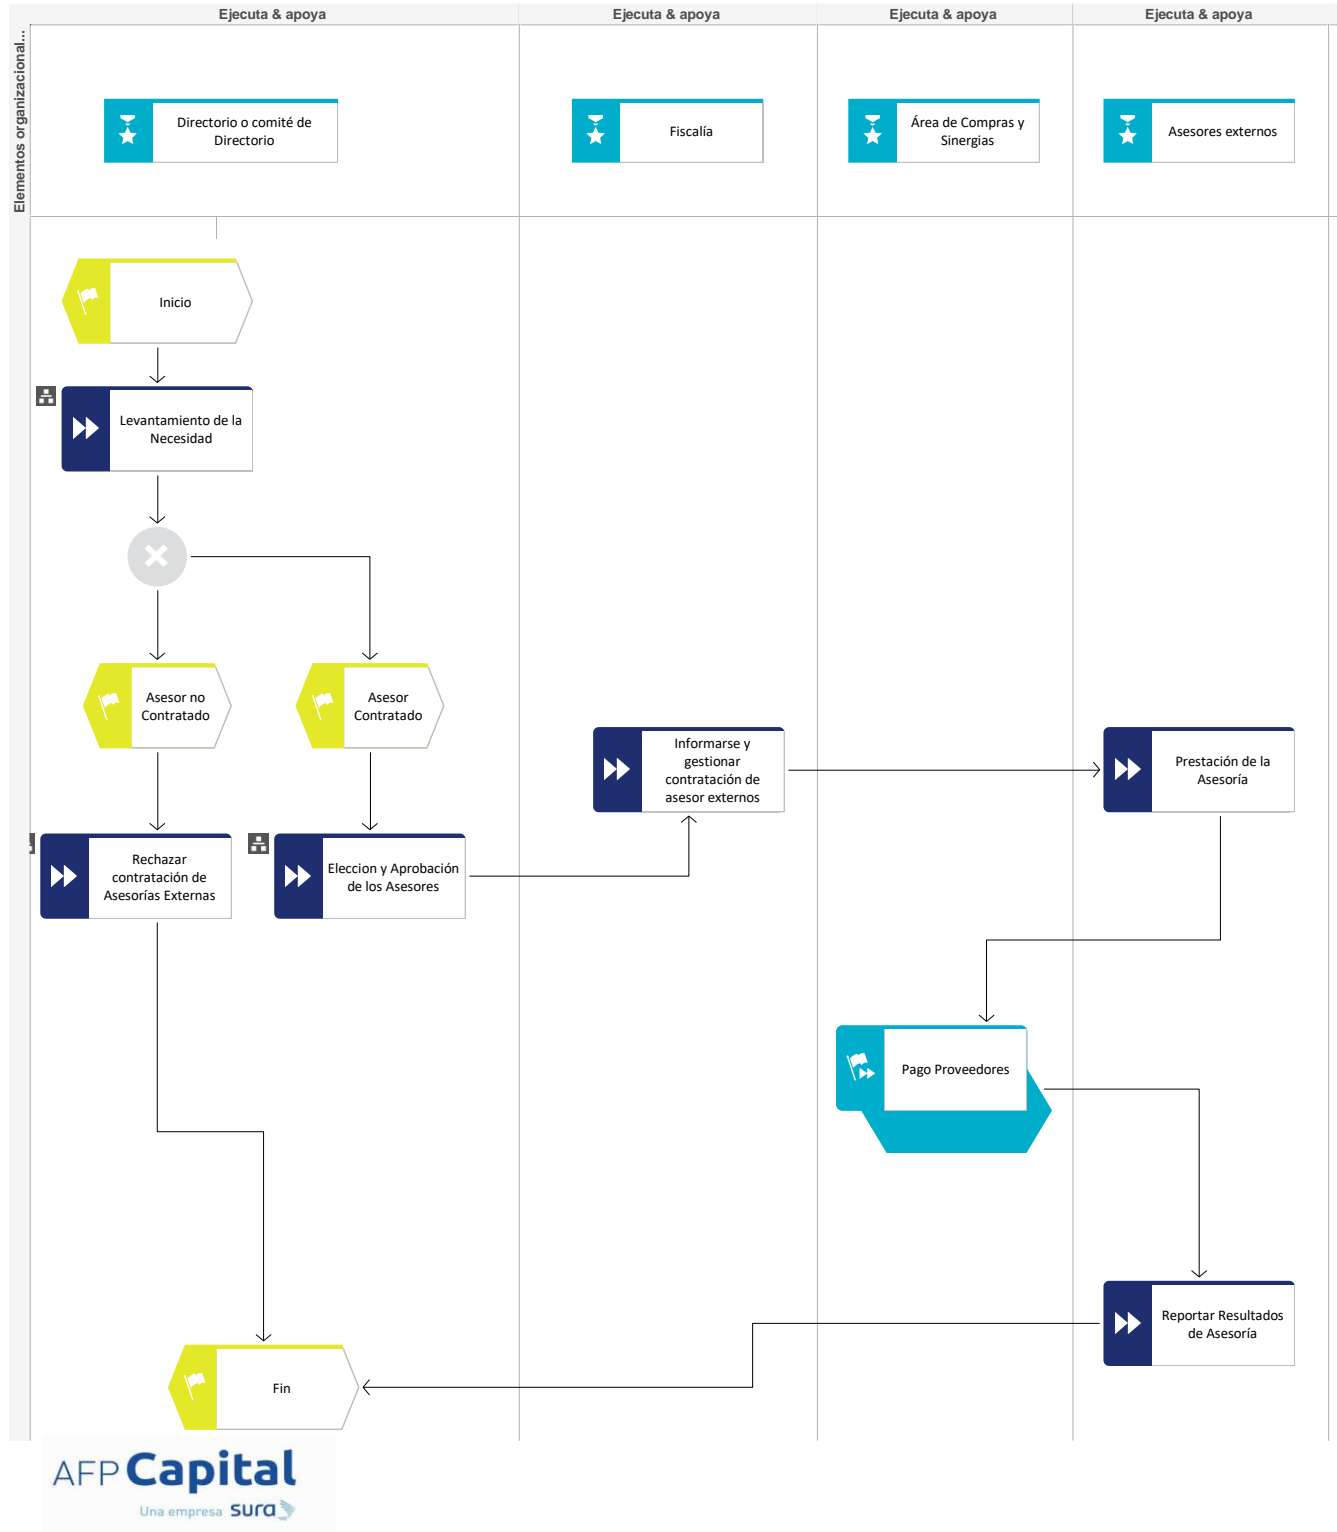 Ejecuta & apoya
Ejecuta & apoya
Ejecuta & apoya
Ejecuta & apoya
Elementos organizacional...
Directorio o comité de
Directorio
Fiscalía
Área de Compras y
Sinergias
Asesores externos
Inicio
Levantamiento de la
Necesidad
Asesor no
Contratado
Asesor
Contratado
Informarse y
gestionar
contratación de
asesor externos
Prestación de la
Asesoría
Rechazar
contratación de
Asesorías Externas
Eleccion y Aprobación
de los Asesores
Pago Proveedores
Reportar Resultados
de Asesoría
Fin
AFP Capital
Una empresa sura